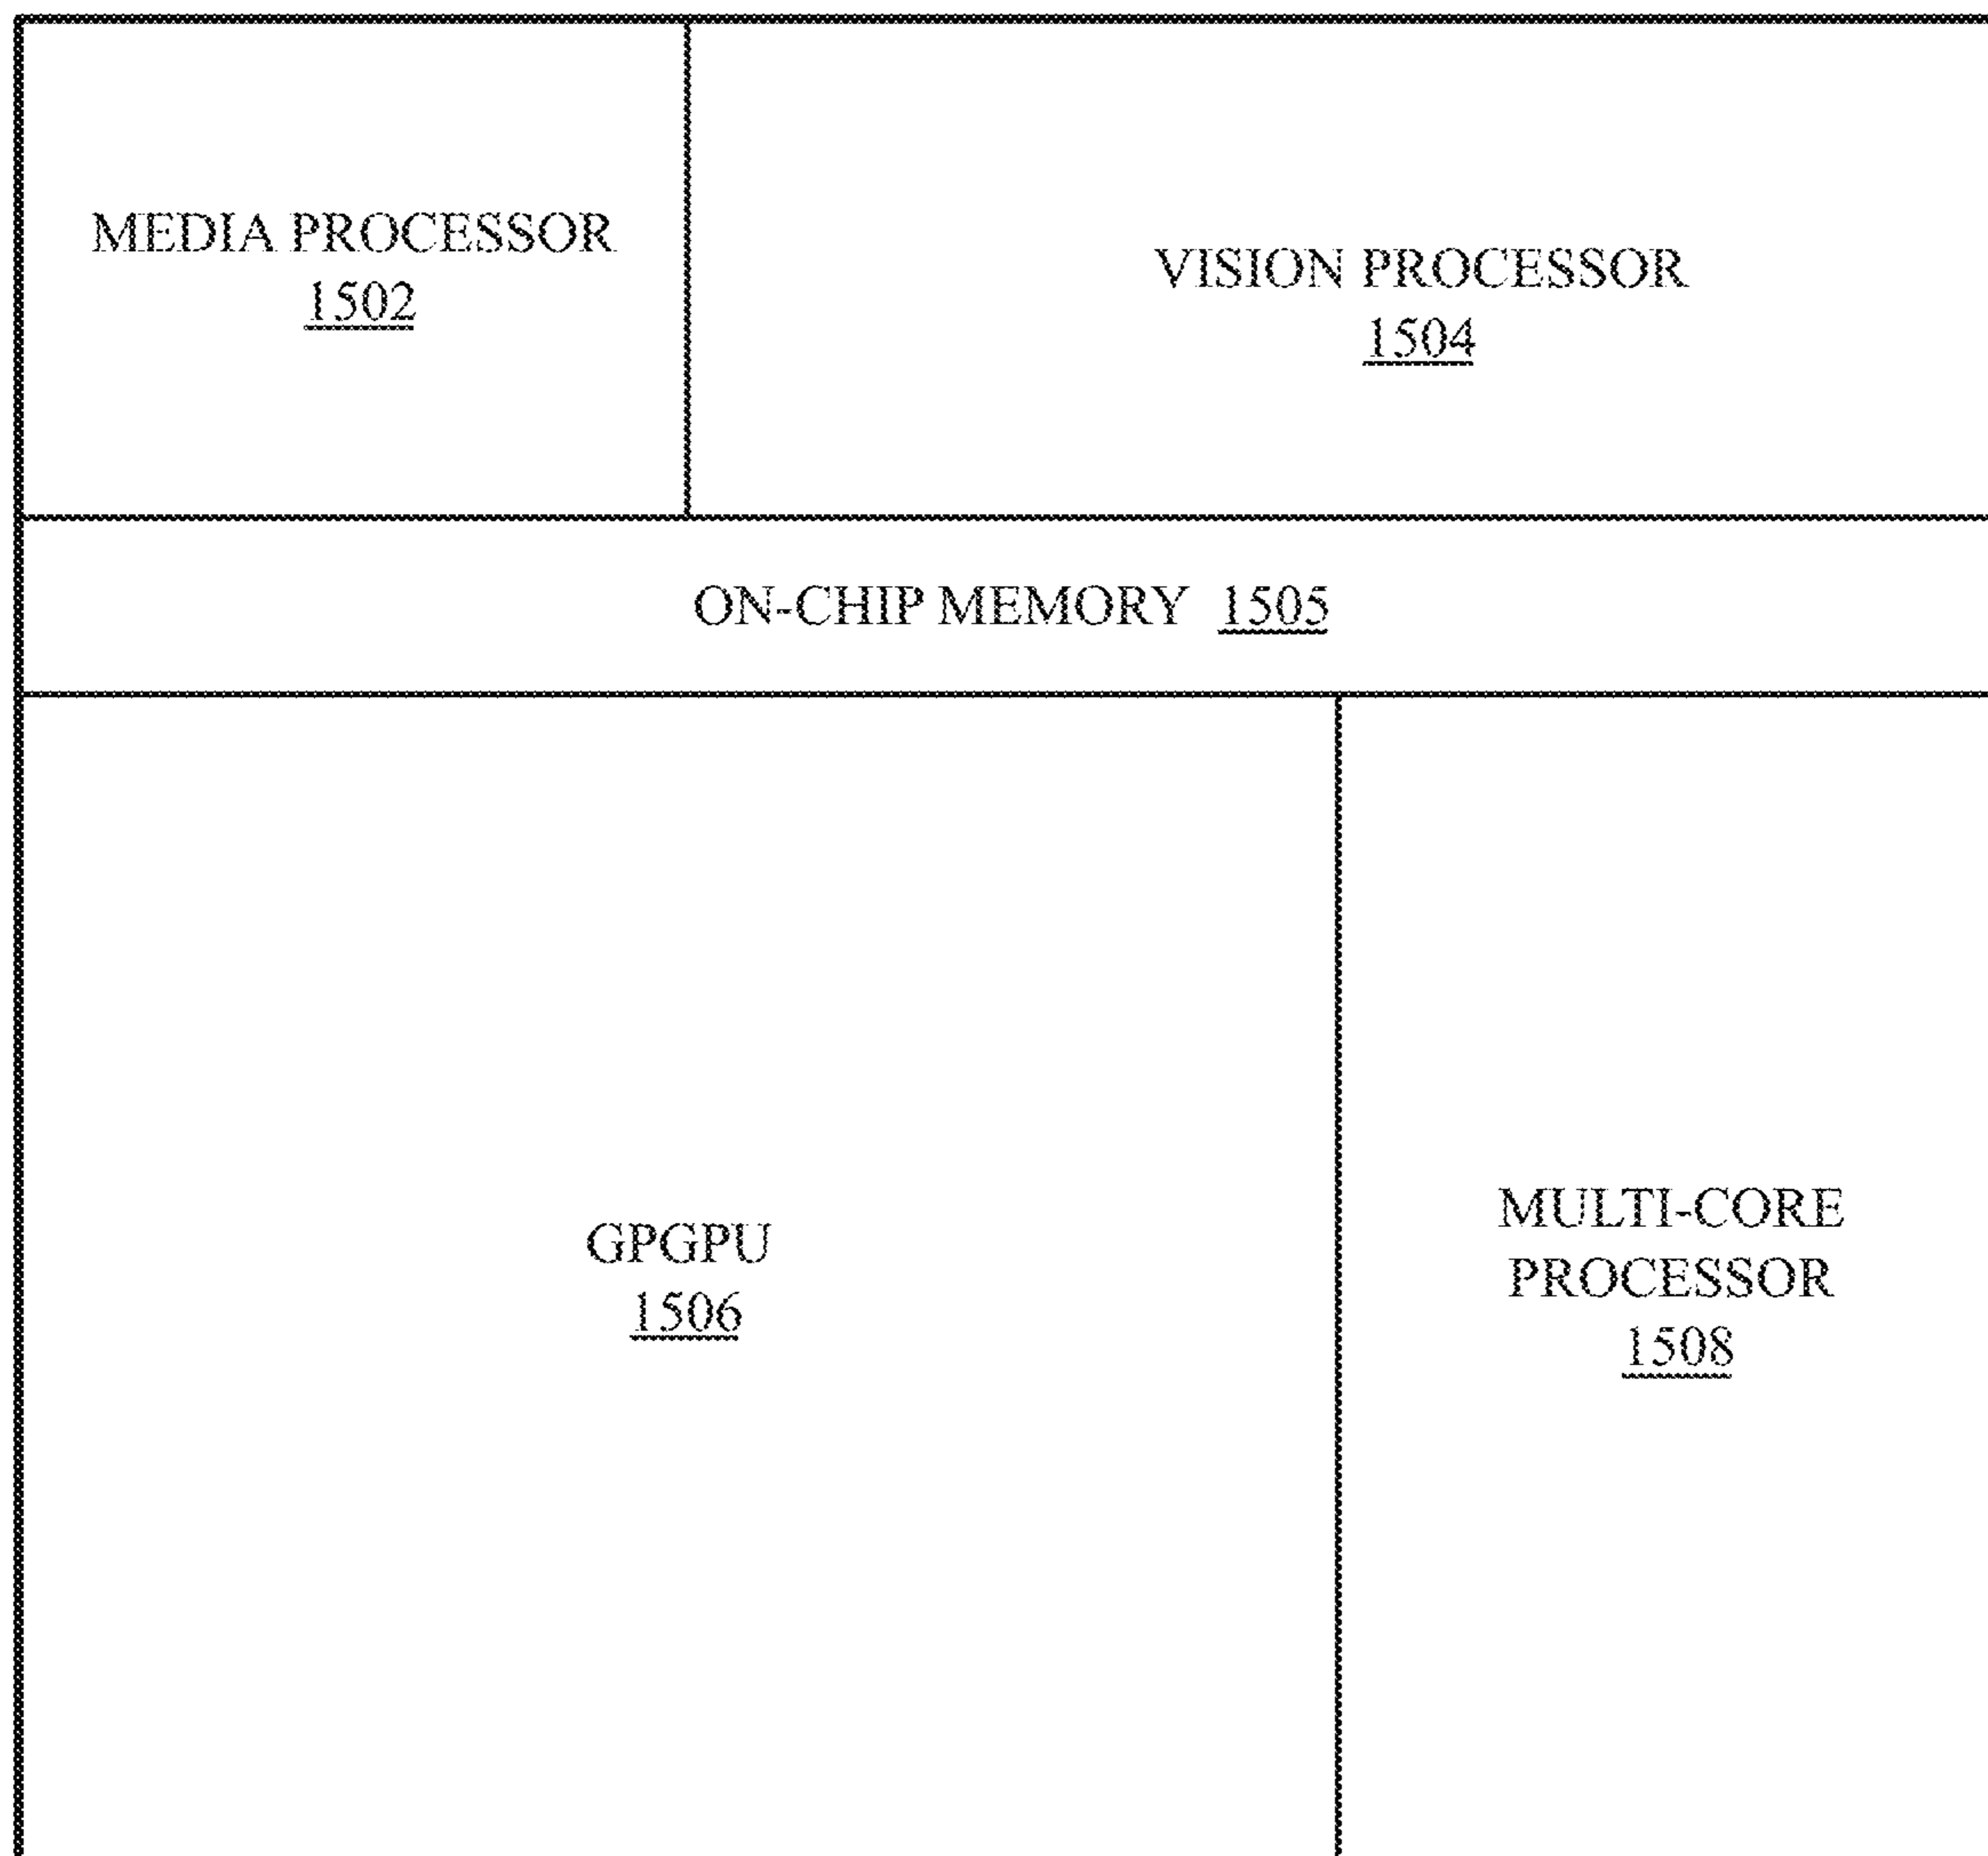 MEDIA PROCESSOR
1502
VISION PROCESSOR
1504
ON-CHIP MEMORY 1505
GPGPU
1506
MULTI-CORE
PROCESSOR
1508